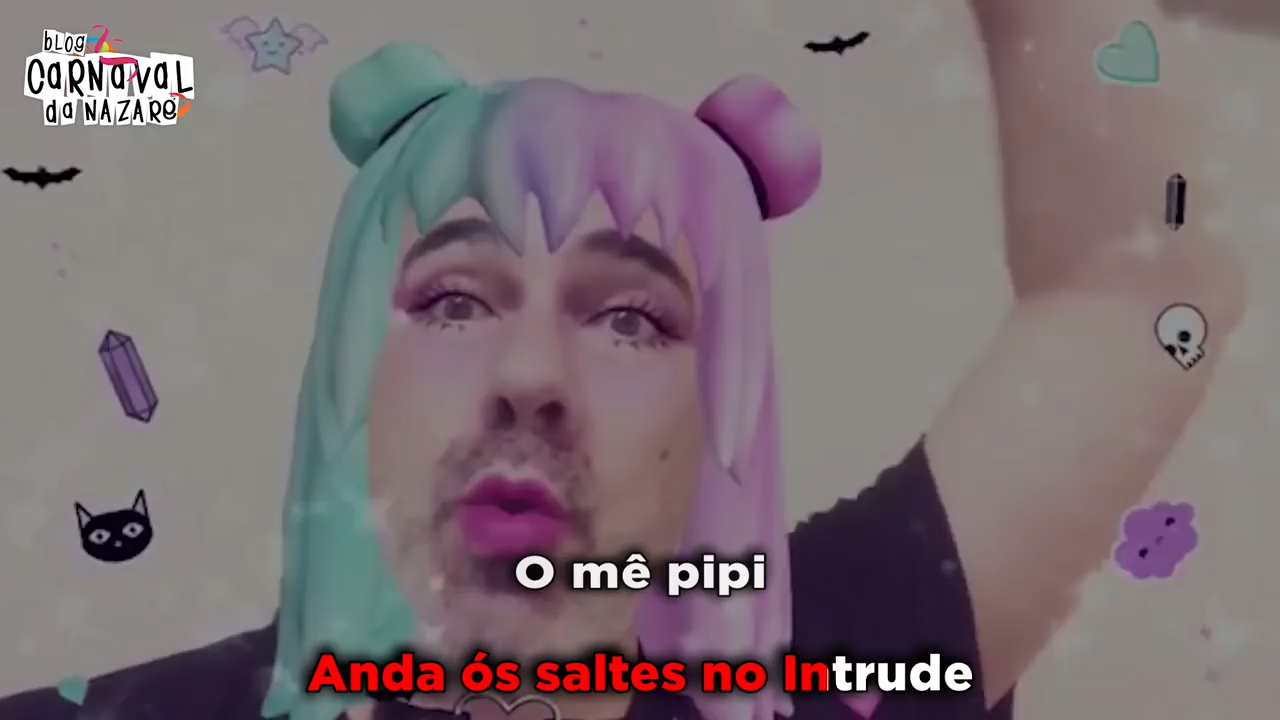 BLOG
CARNAVAL
da NAZARé
O mê pipi
Anda ós saltes no Intrude